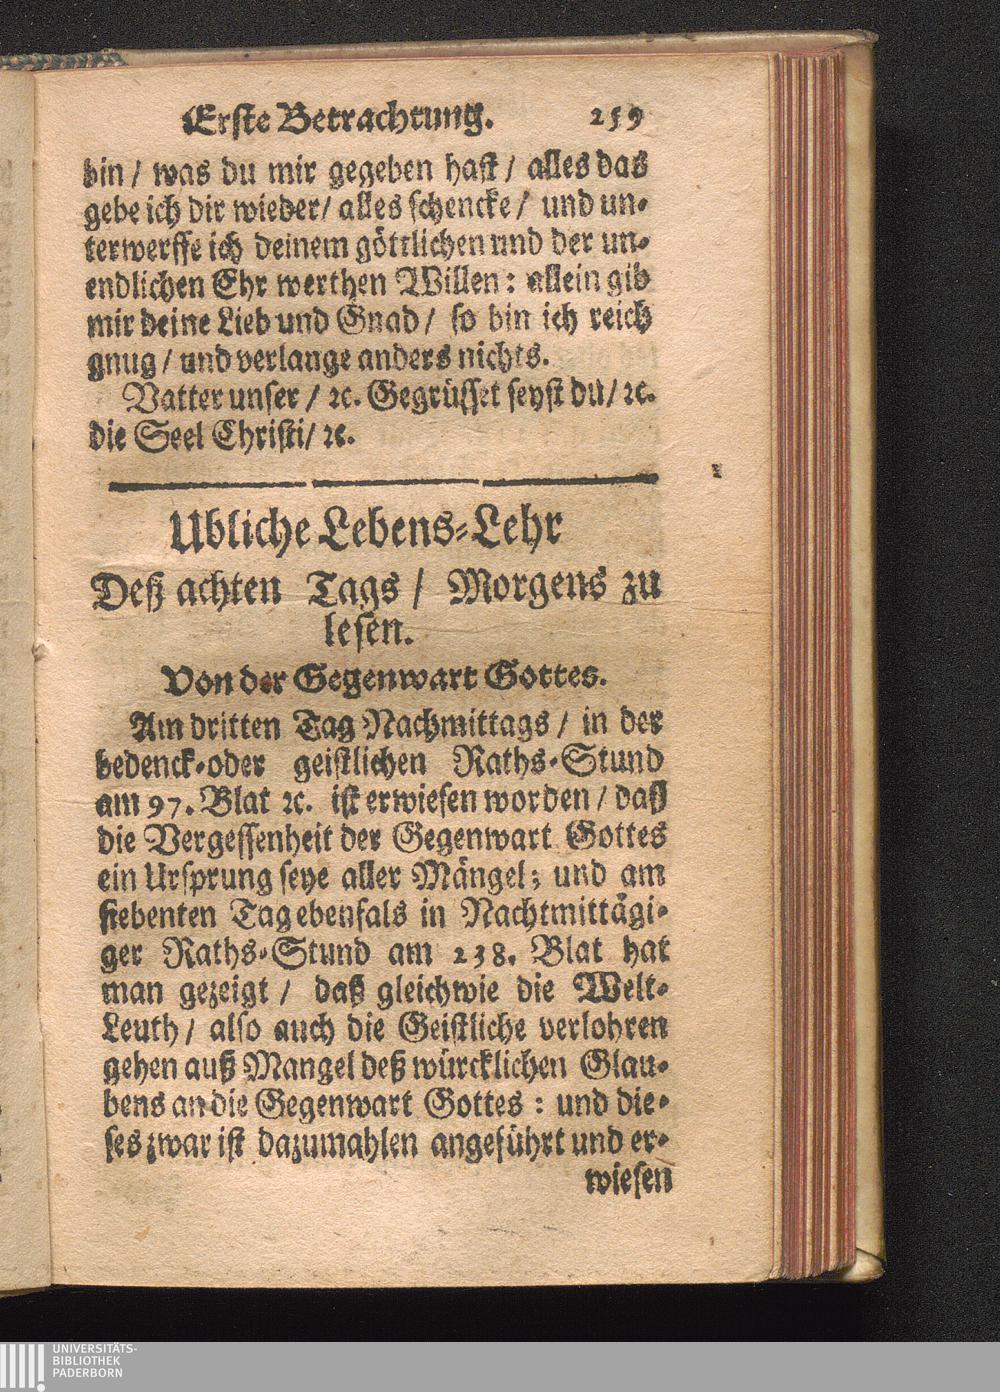 Erste Betrachtung. 259
bin / was du mir gegeben hast / alles das
gebe ich dir wieder / alles schencke / und un-
terwerffe ich deinem göttlichen und der un-
endlichen Ehr werthen Willen: allein gib
mir deine Lieb und Gnad / so bin ich reich
gnug / und verlange anders nichts.
Vatter unser / ꝛc. Gegrüsset seyst du / ꝛc.
die Seel Christi / ꝛc.
Ubliche Lebens-Lehr
Deß achten Tags / Morgens zu
lesen.
Von der Gegenwart Gottes.
Am dritten Tag Nachmittags / in der
bedenck-oder geistlichen Raths-Stund
am 97. Blat ꝛc. ist erwiesen worden / daß
die Vergessenheit der Gegenwart Gottes
ein Ursprung seye aller Mängel; und am
siebenten Tag ebenfals in Nachtmittägi-
ger Raths-Stund am 238. Blat hat
man gezeigt / daß gleichwie die Welt-
Leuth / also auch die Geistliche verlohren
gehen auß Mangel deß würcklichen Glau-
bens an die Gegenwart Gottes: und die-
ses zwar ist dazumahlen angeführt und er-
wiesen
UNIVERSITÄTS-
BIBLIOTHEK
PADERBORN